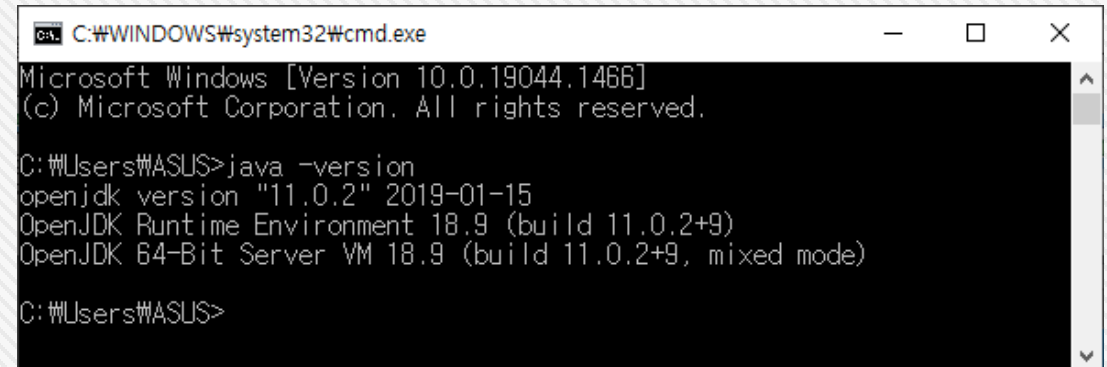 C:₩WINDOWS₩system32₩cmd.exe
Microsoft Windows [Version 10.0.19044.1466]
(c) Microsoft Corporation. All rights reserved.
C:₩Users₩ASUS>java -version
openjdk version "11.0.2" 2019-01-15
OpenJDK Runtime Environment 18.9 (build 11.0.2+9)
OpenJDK 64-Bit Server VM 18.9 (build 11.0.2+9, mixed mode)
C:₩Users₩ASUS>